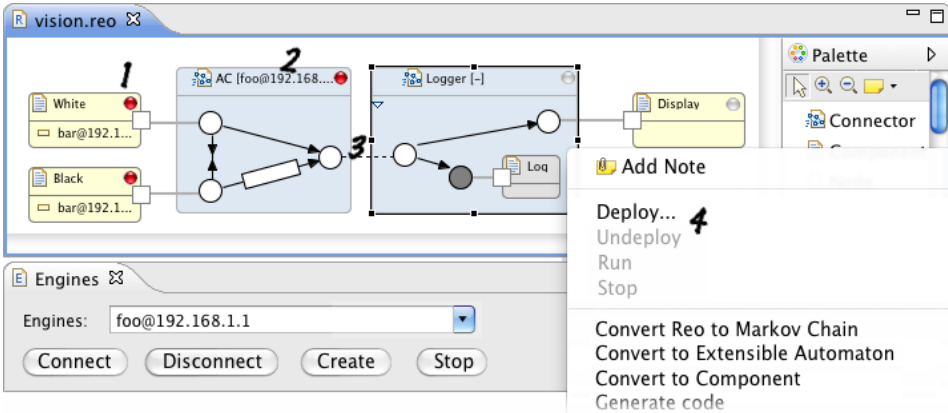 vision.reo
1
2
3
White
bar@192.1...
Black
bar@192.1...
AC [foo@192.168....
Logger [-]
Log
Display
Palette
Connector
Add Note
Deploy... 4
Undeploy
Run
Stop
Convert Reo to Markov Chain
Convert to Extensible Automaton
Convert to Component
Generate code
Engines
Engines: foo@192.168.1.1
Connect Disconnect Create Stop